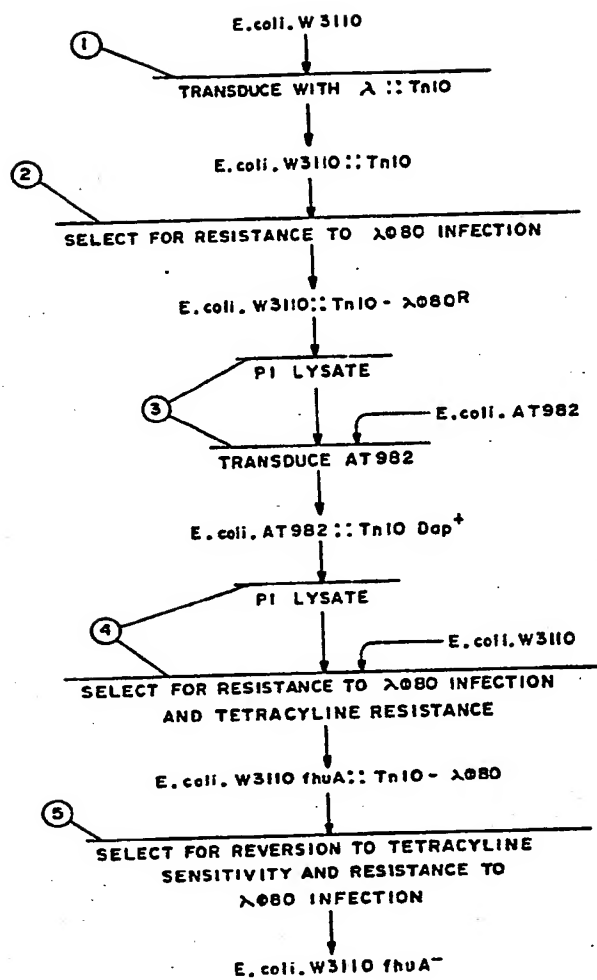 E.coli. W3110
1
TRANSDUCE WITH λ :: Tn10
E.coli. W3110 :: Tn10
2
SELECT FOR RESISTANCE TO λΦ80 INFECTION
E.coli. W3110 :: Tn10 - λΦ80R
P1 LYSATE
3
E.coli. AT982
TRANSDUCE AT982
E.coli. AT982 :: Tn10 Dap+
P1 LYSATE
4
E.coli. W3110
SELECT FOR RESISTANCE TO λΦ80 INFECTION
AND TETRACYLINE RESISTANCE
E.coli. W3110 fhuA :: Tn10 - λΦ80
5
SELECT FOR REVERSION TO TETRACYLINE
SENSITIVITY AND RESISTANCE TO
λΦ80 INFECTION
E.coli. W3110 fhuA-